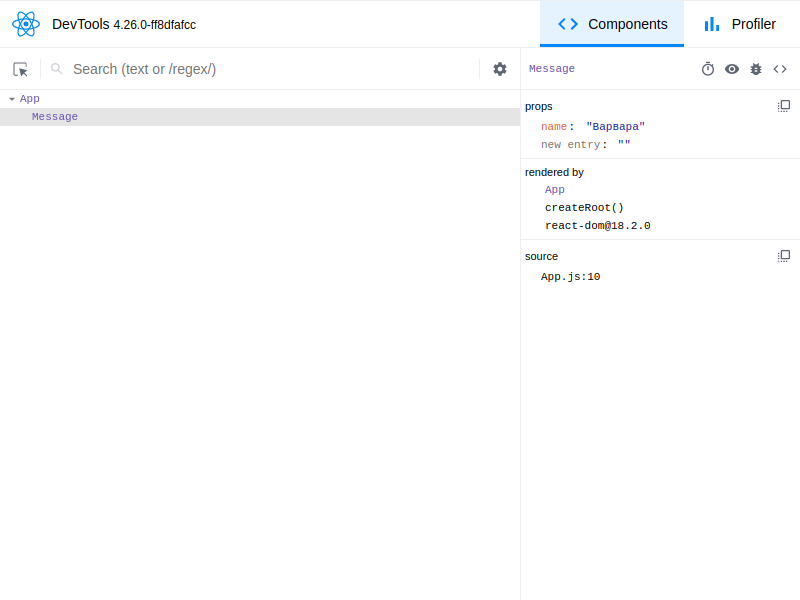 DevTools 4.26.0-ff8dfafcc
Components
Profiler
Search (text or /regex/)
App
Message
Message
props
name: "Варвара"
new entry: ""
rendered by
App
createRoot()
react-dom@18.2.0
source
App.js:10